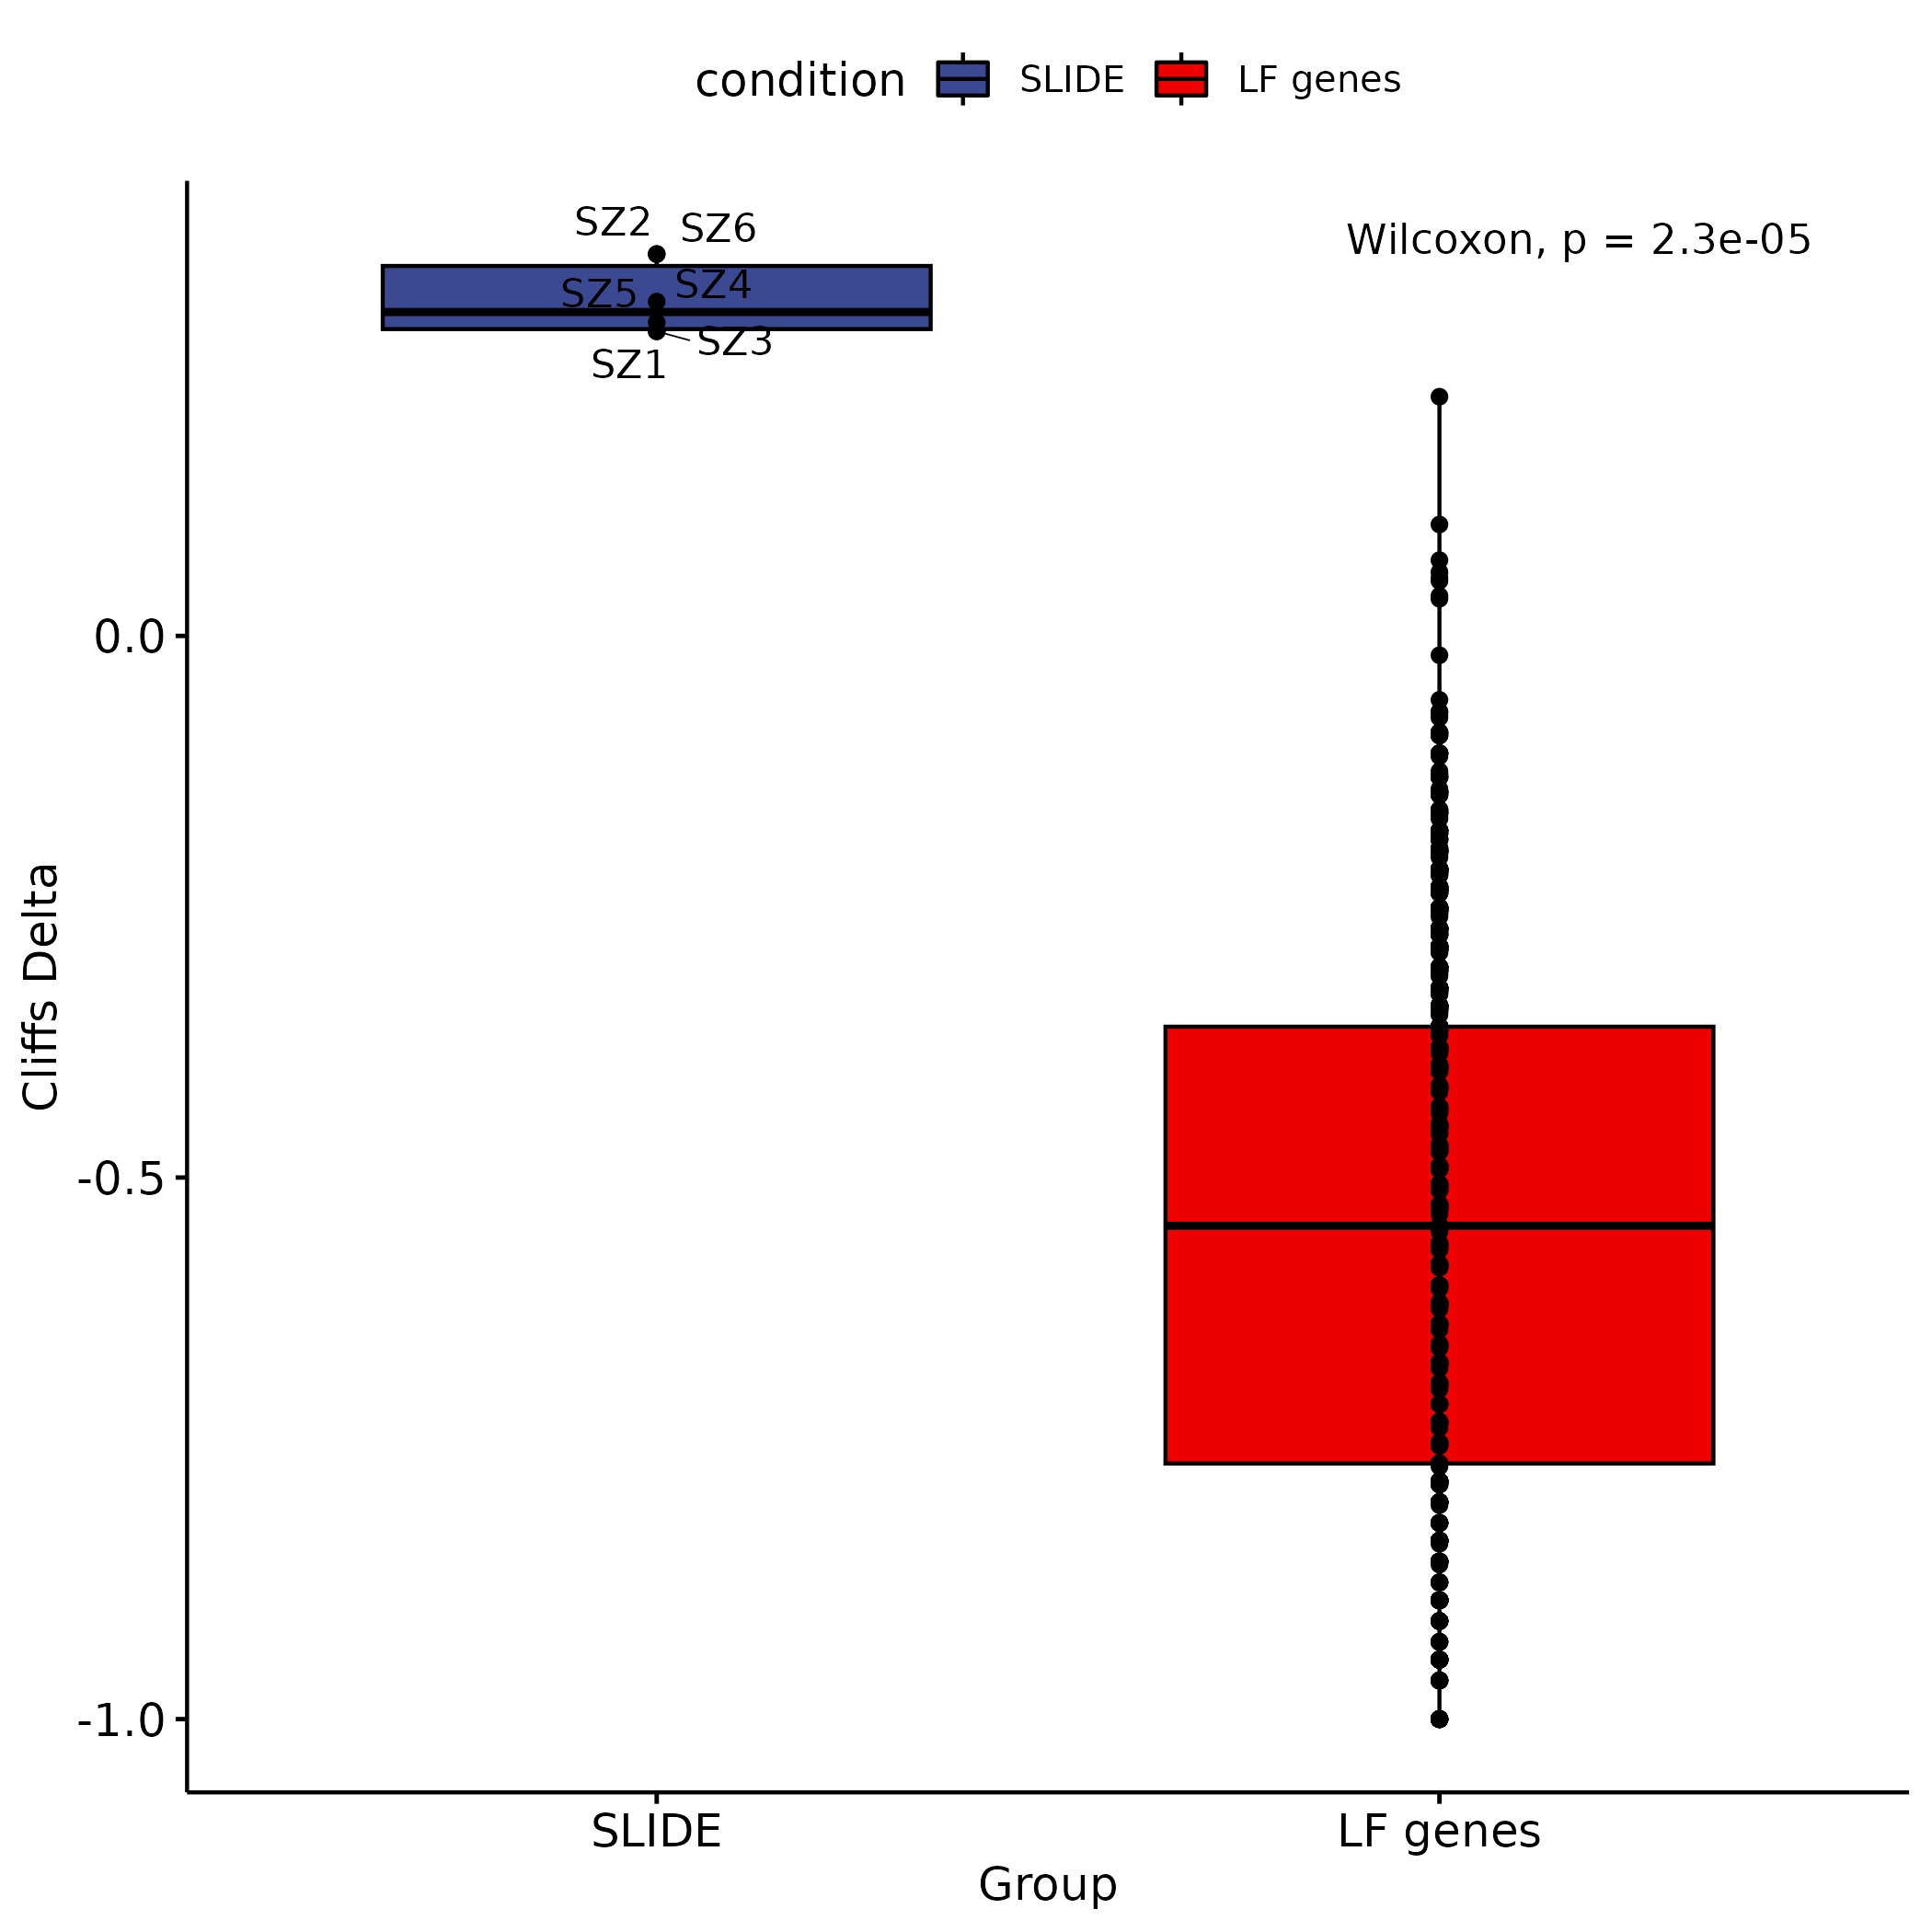 condition SLIDE LF genes
SZ2 SZ6
Wilcoxon, p = 2.3e-05
SZ5 SZ4
SZ3
SZ1
0.0
-0.5
-1.0
Cliffs Delta
SLIDE LF genes
Group